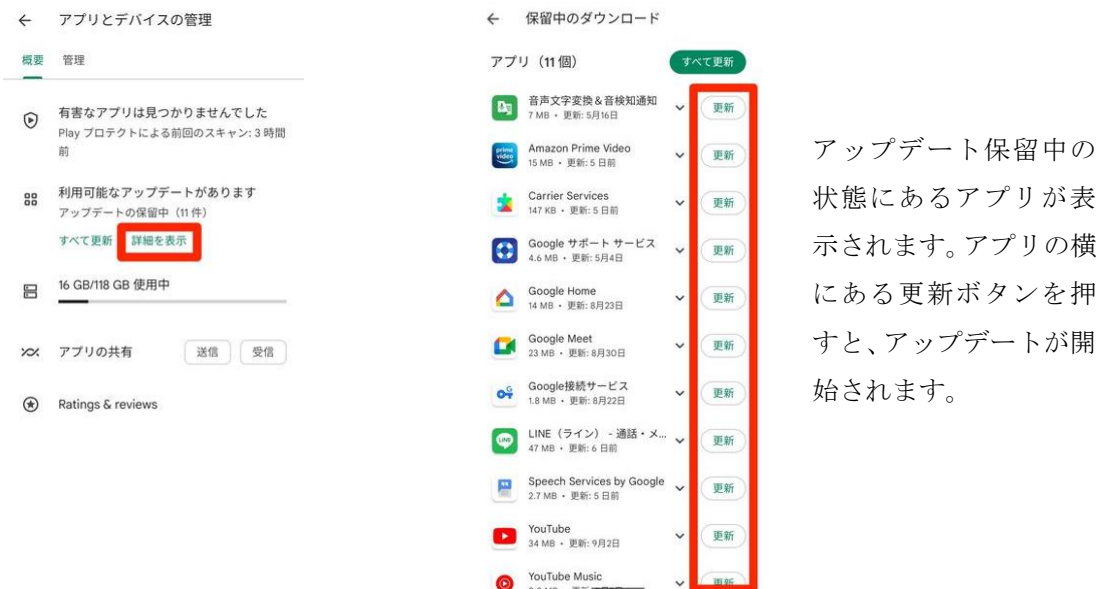 アプリとデバイスの管理
概要 管理
有害なアプリは見つかりませんでした
Play プロテクトによる前回のスキャン: 3 時間
前
利用可能なアップデートがあります
アップデートの保留中（11 件）
すべて更新 詳細を表示
16 GB/118 GB 使用中
アプリの共有 送信 受信
Ratings & reviews
保留中のダウンロード
アプリ（11 個） すべて更新
音声文字変換＆音検知通知 更新
7 MB • 更新: 5月16日
prime video
Amazon Prime Video 更新
15 MB • 更新: 5 日前
Carrier Services 更新
147 KB • 更新: 5 日前
Google サポート サービス 更新
4.6 MB • 更新: 5月4日
Google Home 更新
14 MB • 更新: 8月23日
Google Meet 更新
23 MB • 更新: 8月30日
Google接続サービス 更新
1.8 MB • 更新: 8月22日
LINE
LINE（ライン） - 通話・メ... 更新
47 MB • 更新: 6 日前
Speech Services by Google 更新
2.7 MB • 更新: 5 日前
YouTube 更新
34 MB • 更新: 9月2日
YouTube Music 更新
アップデート保留中の
状態にあるアプリが表
示されます。アプリの横
にある更新ボタンを押
すと、アップデートが開
始されます。